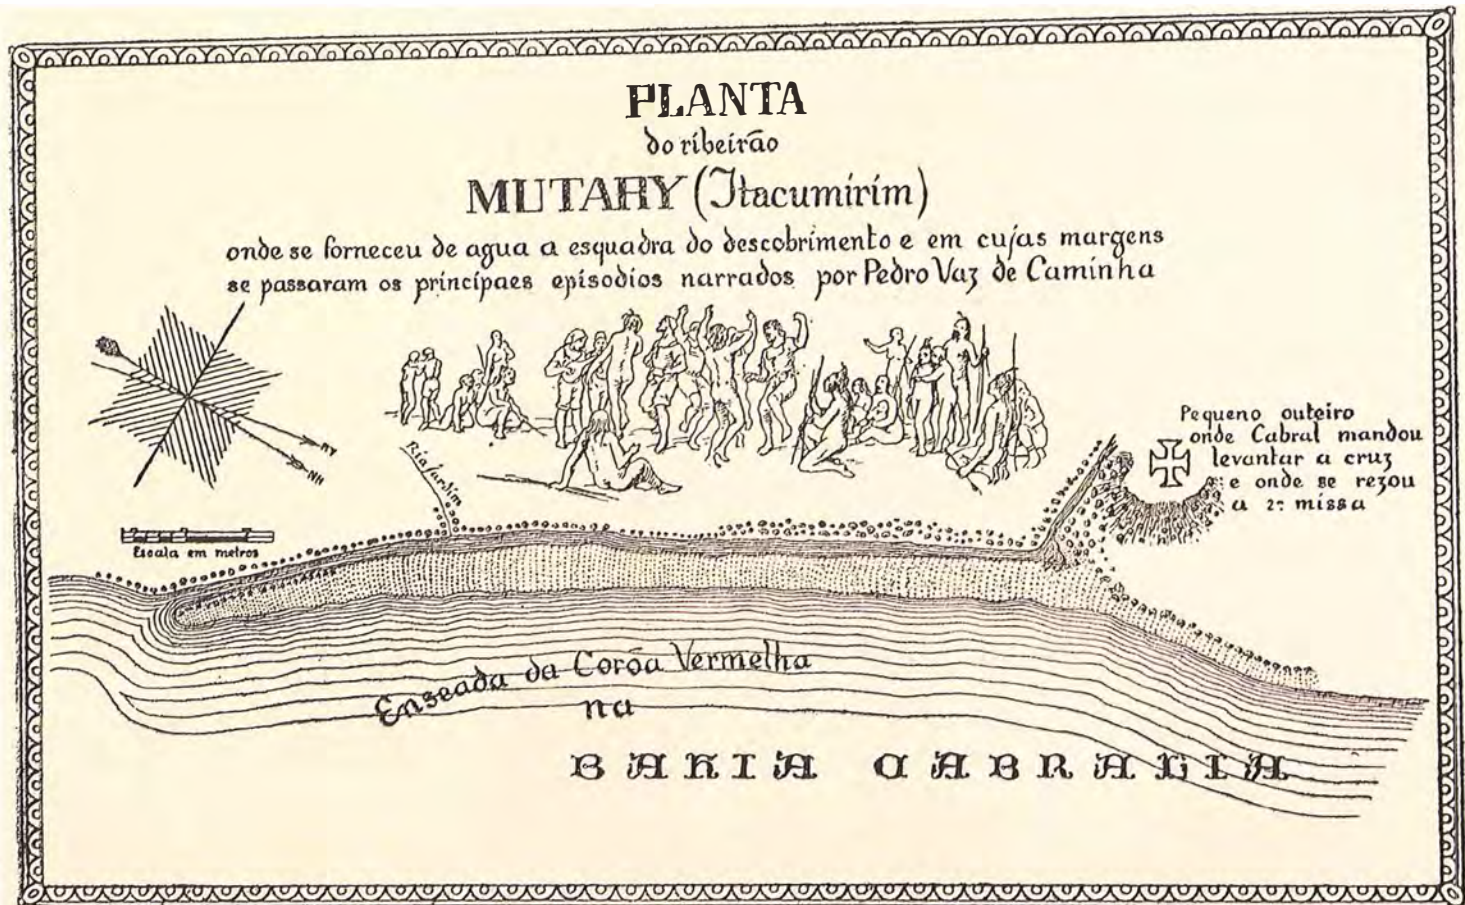 PLANTA
do ribeirão
MUTARY (Itacumirim)
onde se forneceu de agua a esquadra do descobrimento e em cujas margens
se passaram os principaes episodios narrados por Pedro Vaz de Caminha
Pequeno outeiro
onde Cabral mandou
levantar a cruz
e onde se rezou
a 2ª missa
Rio Jardim
NM
Escala em metros
Enseada da Corôa Vermelha
na
BAHIA CABRALIA